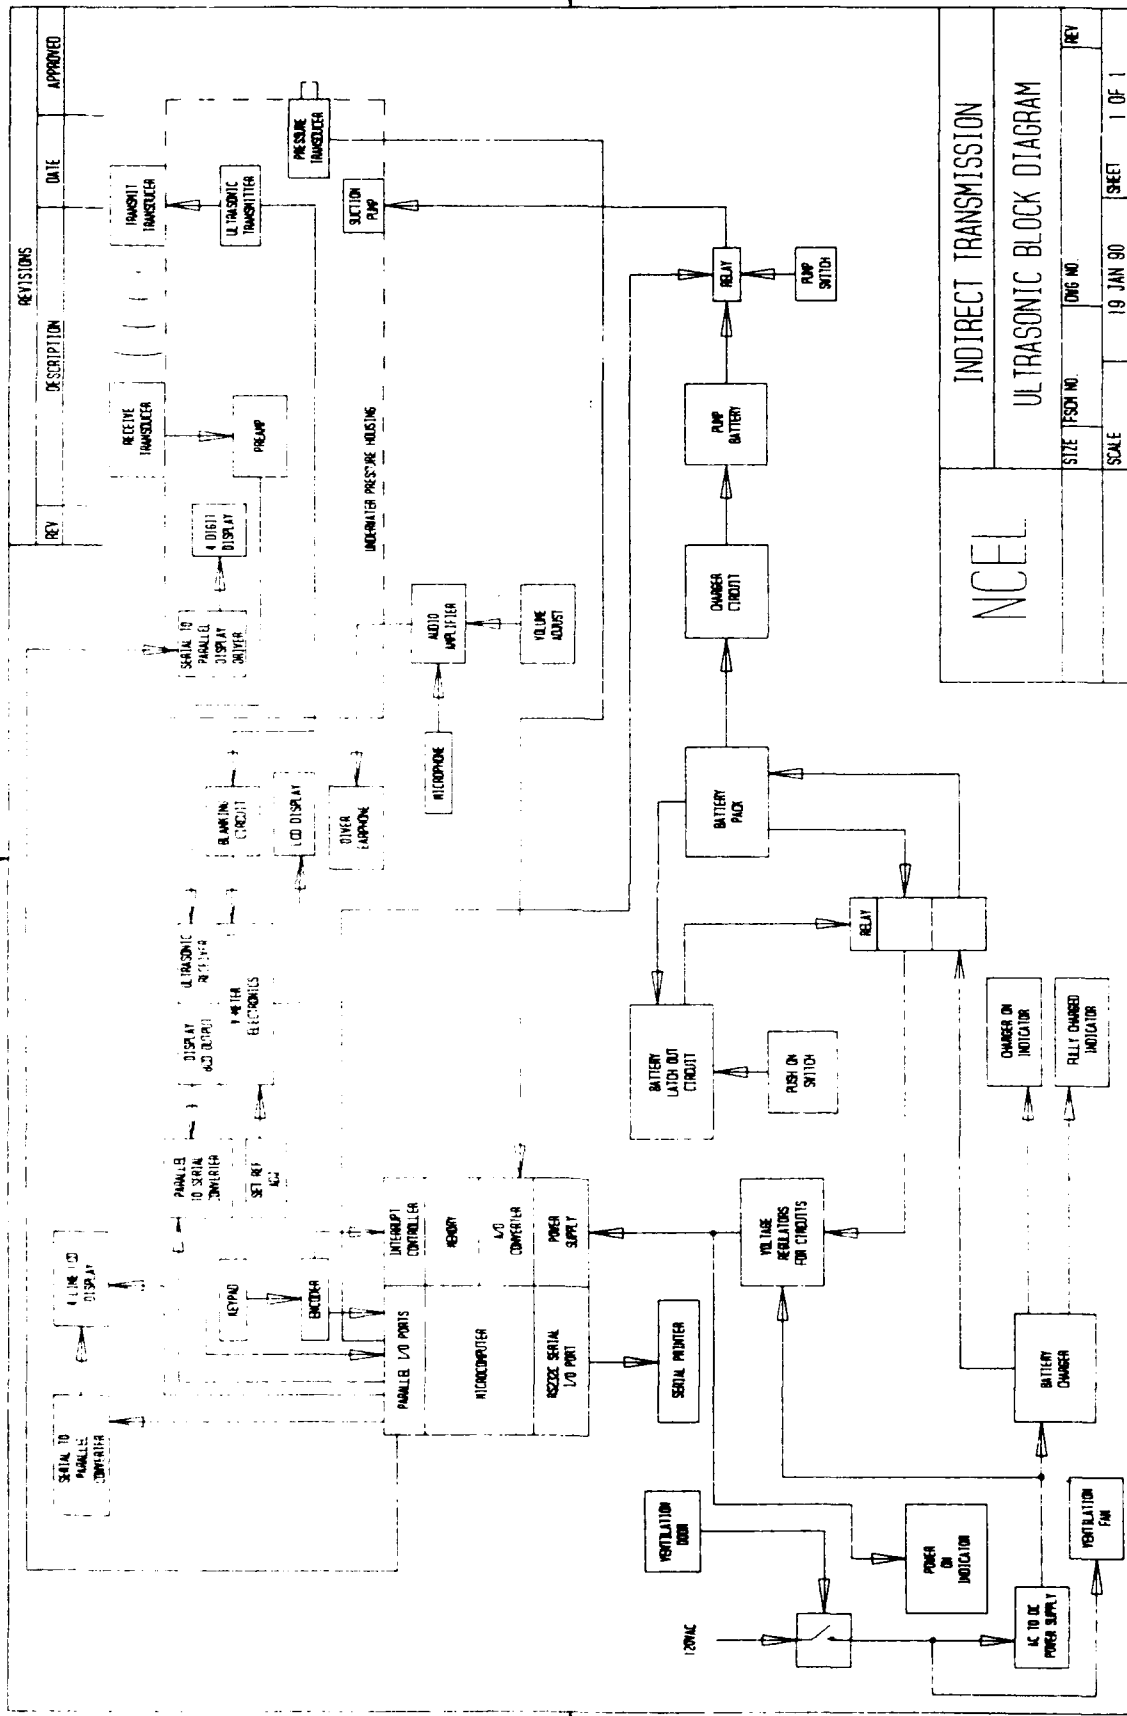 REVISIONS
REV
DESCRIPTION
DATE
APPROVED
SERIAL TO
PARALLEL
CONVERTER
4 LINE LCD
DISPLAY
PARALLEL
TO SERIAL
CONVERTER
SET REF
DISPLAY
BCD OUTPUT
ULTRASONIC
RECEIVER
V-METER
ELECTRONICS
BLANKING
CIRCUIT
LCD DISPLAY
DIVER
EARPHONE
SERIAL TO
PARALLEL
DISPLAY
DRIVER
4 DIGIT
DISPLAY
RECEIVE
TRANSDUCER
PREAMP
TRANSMIT
TRANSDUCER
ULTRASONIC
TRANSMITTER
PRESSURE
TRANSDUCER
SUCTION
PUMP
UNDERWATER PRESSURE HOUSING
KEYPAD
ENCODER
PARALLEL I/O PORTS
INTERRUPT
CONTROLLER
MICROCOMPUTER
MEMORY
A/D
CONVERTER
RS232C SERIAL
I/O PORT
POWER
SUPPLY
SERIAL PRINTER
MICROPHONE
AUDIO
AMPLIFIER
VOLUME
ADJUST
VENTILATION
DOOR
120VAC
POWER
ON
INDICATOR
AC TO DC
POWER SUPPLY
VENTILATION
FAN
VOLTAGE
REGULATORS
FOR CIRCUITS
BATTERY
CHARGER
BATTERY
LATCH OUT
CIRCUIT
PUSH ON
SWITCH
CHARGER ON
INDICATOR
FULLY CHARGED
INDICATOR
RELAY
BATTERY
PACK
CHARGER
CIRCUIT
PUMP
BATTERY
RELAY
PUMP
SWITCH
NCEL
INDIRECT TRANSMISSION
ULTRASONIC BLOCK DIAGRAM
SIZE
FSCM NO.
DWG NO.
REV
SCALE
19 JAN 90
SHEET
1 OF 1